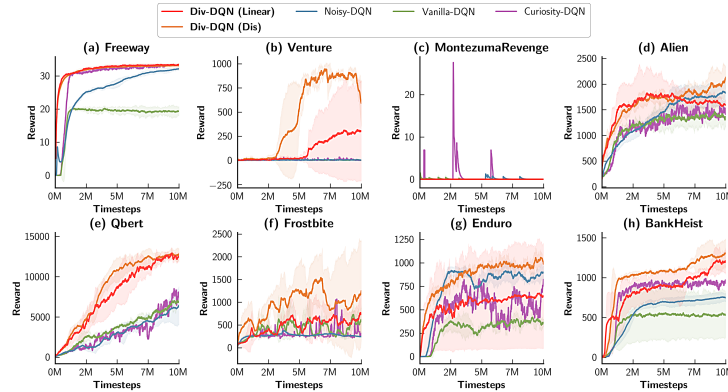 Div-DQN (Linear) Noisy-DQN Vanilla-DQN Curiosity-DQN
Div-DQN (Dis)
(a) Freeway (b) Venture (c) MontezumaRevenge (d) Alien
Reward
30
20
10
0
0M 2M 5M 7M 10M
Timesteps
Reward
1000
750
500
250
0
−250
0M 2M 5M 7M 10M
Timesteps
Reward
20
10
0
0M 2M 5M 7M 10M
Timesteps
Reward
2500
2000
1500
1000
500
0
0M 2M 5M 7M 10M
Timesteps
(e) Qbert (f) Frostbite (g) Enduro (h) BankHeist
Reward
15000
10000
5000
0
0M 2M 5M 7M 10M
Timesteps
Reward
2000
1500
1000
500
0
0M 2M 5M 7M 10M
Timesteps
Reward
1250
1000
750
500
250
0
0M 2M 5M 7M 10M
Timesteps
Reward
1250
1000
750
500
250
0
0M 2M 5M 7M 10M
Timesteps